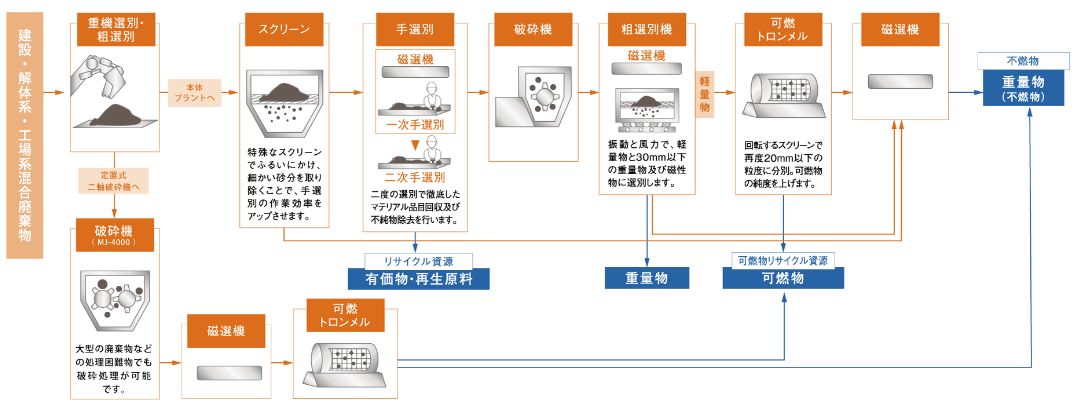 建設・解体系・工場系混合廃棄物
重機選別・
粗選別
本体
プラントへ
定置式
二軸破砕機へ
破砕機
（MJ-4000）
大型の廃棄物など
の処理困難物でも
破砕処理が可能
です。
スクリーン
特殊なスクリーン
でふるいにかけ、
細かい砂分を取り
除くことで、手選
別の作業効率を
アップさせます。
手選別
磁選機
一次手選別
二次手選別
二度の選別で徹底した
マテリアル品目回収及び
不純物除去を行います。
リサイクル資源
有価物・再生原料
破砕機
粗選別機
磁選機
振動と風力で、軽
量物と30mm以下
の重量物及び磁性
物に選別します。
重量物
軽量物
可燃
トロンメル
回転するスクリーンで
再度20mm以下の
粒度に分別。可燃物
の純度を上げます。
可燃物リサイクル資源
可燃物
磁選機
不燃物
重量物
（不燃物）
磁選機
可燃
トロンメル